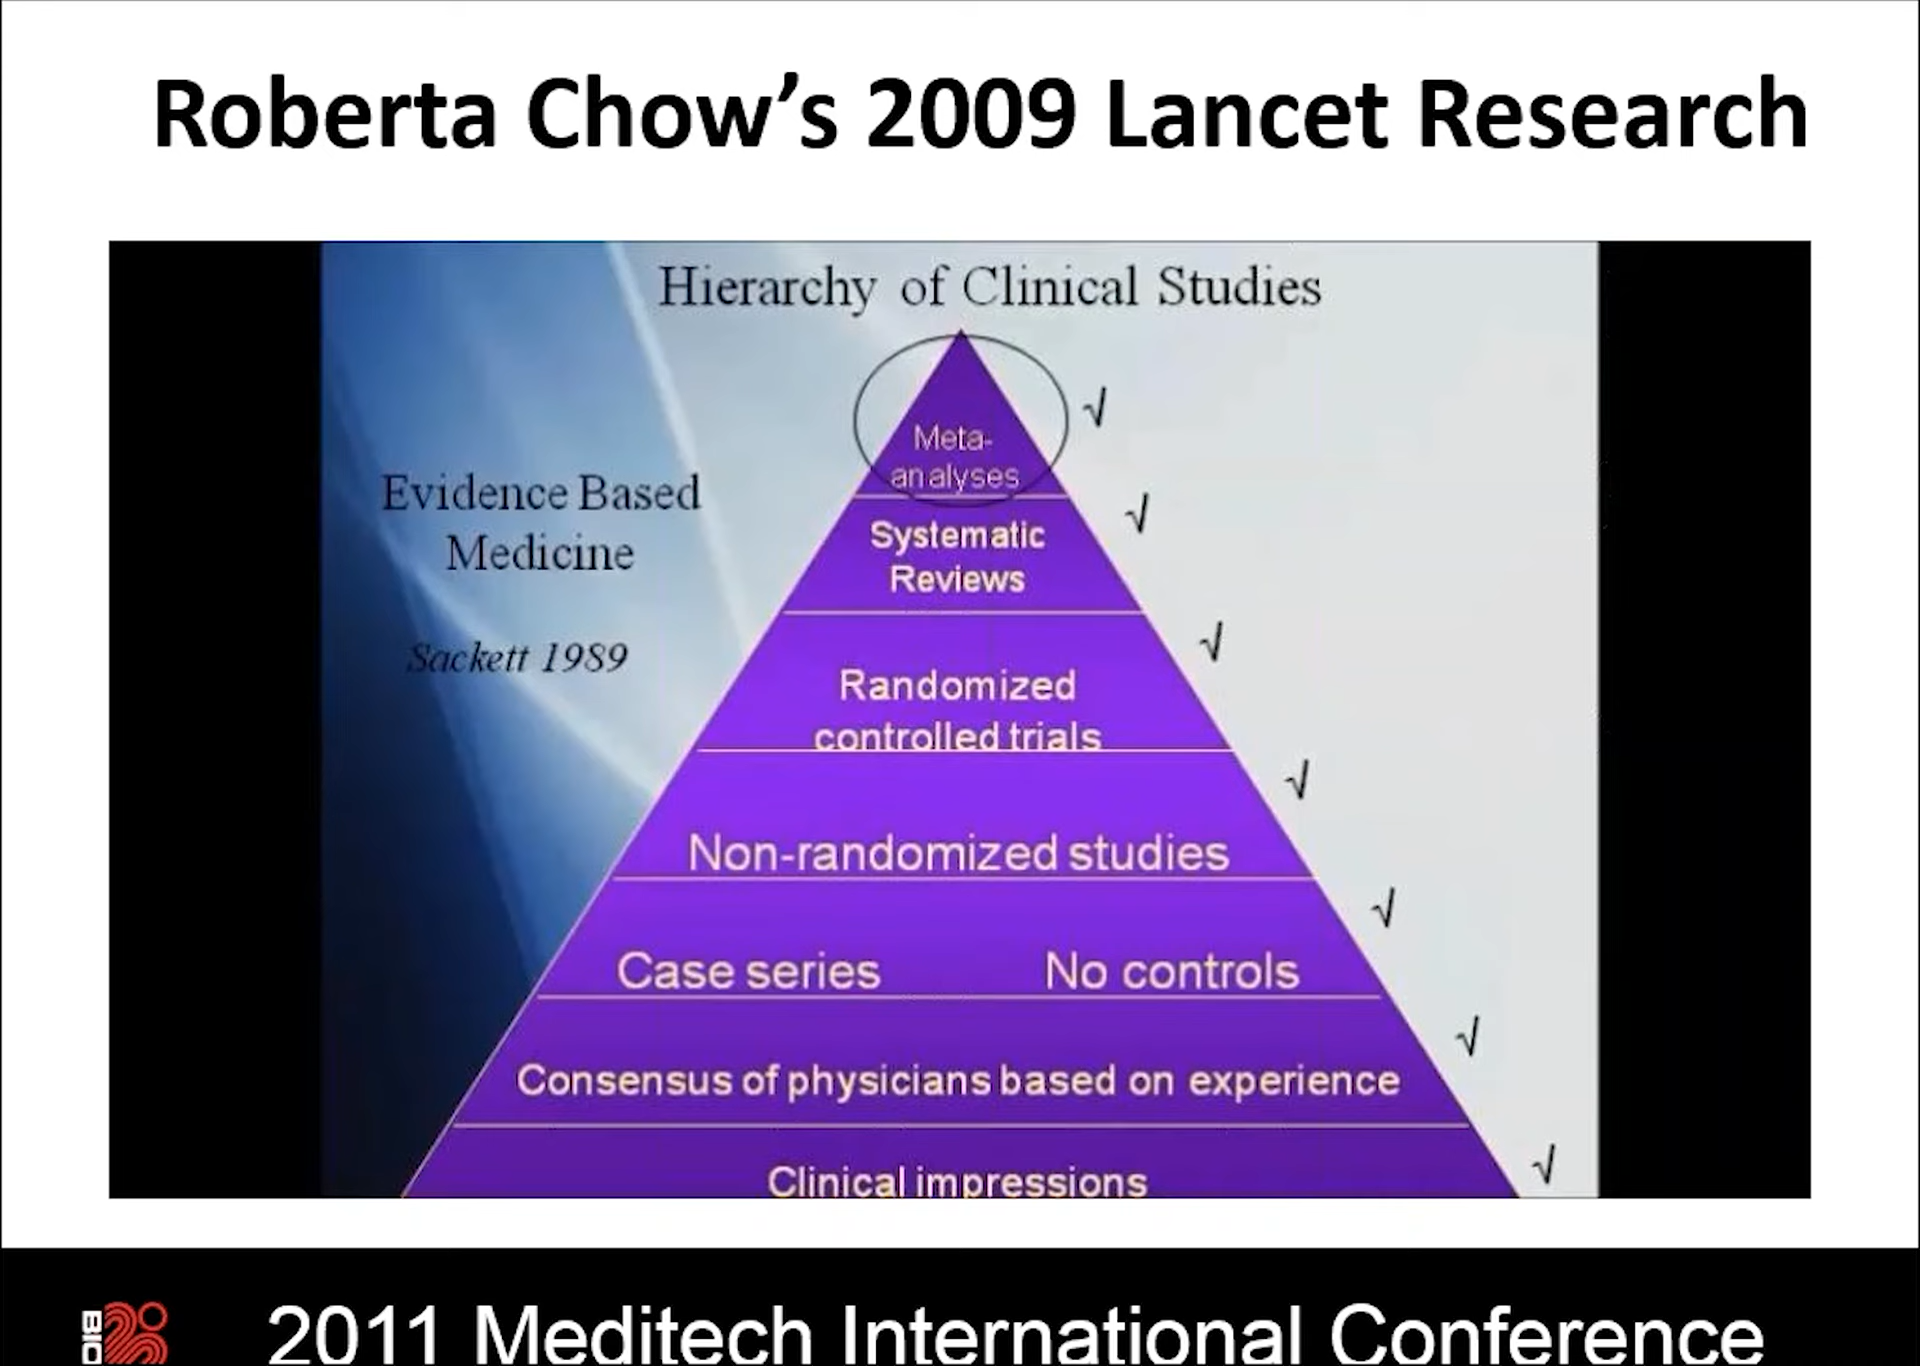 Roberta Chow's 2009 Lancet Research
Hierarchy of Clinical Studies
Evidence Based
Medicine
Sackett 1989
Meta-
analyses
√
Systematic
Reviews
√
Randomized
controlled trials
√
Non-randomized studies
√
Case series No controls
√
Consensus of physicians based on experience
√
Clinical impressions
√
BIO
2011 Meditech International Conference